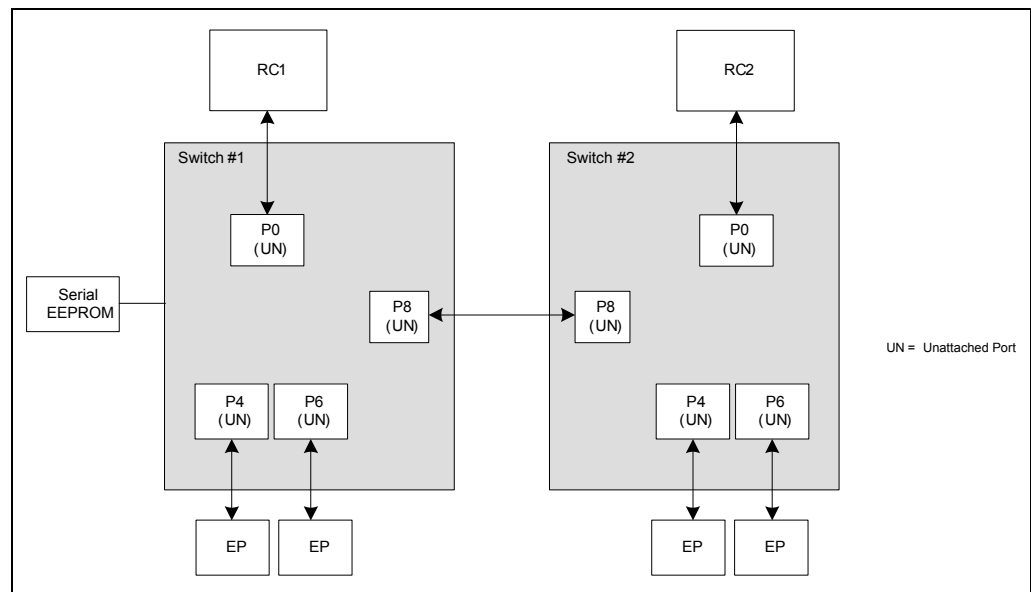 RC1
RC2
Switch #1
Switch #2
P0
(UN)
P0
(UN)
Serial
EEPROM
P8
(UN)
P8
(UN)
UN = Unattached Port
P4
(UN)
P6
(UN)
P4
(UN)
P6
(UN)
EP
EP
EP
EP